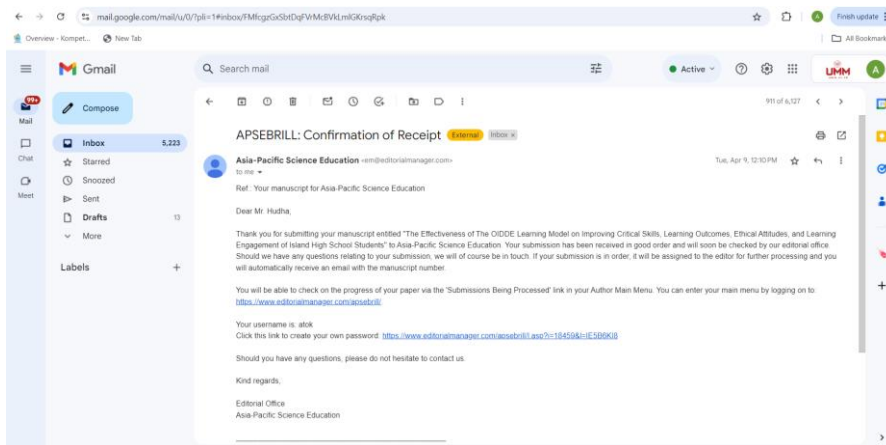 mail.google.com/mail/u/0/?pli=1#inbox/FMfcgzGxSbtDqFVrMcBVkLmlGKrsqRpk
Finish update
Overview - Kompet...
New Tab
All Bookmark
Gmail
Search mail
Active
UMM
A
99+
Mail
Chat
Meet
Compose
Inbox 5,223
Starred
Snoozed
Sent
Drafts 13
More
Labels
911 of 6,127
APSEBRILL: Confirmation of Receipt External Inbox x
Asia-Pacific Science Education <em@editorialmanager.com>
Tue, Apr 9, 12:10 PM
to me
Ref.: Your manuscript for Asia-Pacific Science Education
Dear Mr. Hudha,
Thank you for submitting your manuscript entitled "The Effectiveness of The OIDDE Learning Model on Improving Critical Skills, Learning Outcomes, Ethical Attitudes, and Learning
Engagement of Island High School Students" to Asia-Pacific Science Education. Your submission has been received in good order and will soon be checked by our editorial office.
Should we have any questions relating to your submission, we will of course be in touch. If your submission is in order, it will be assigned to the editor for further processing and you
will automatically receive an email with the manuscript number.
You will be able to check on the progress of your paper via the 'Submissions Being Processed' link in your Author Main Menu. You can enter your main menu by logging on to:
https://www.editorialmanager.com/apsebrill/
Your username is: atok
Click this link to create your own password: https://www.editorialmanager.com/apsebrill/l.asp?i=18459&l=IE5B6KI8
Should you have any questions, please do not hesitate to contact us.
Kind regards,
Editorial Office
Asia-Pacific Science Education